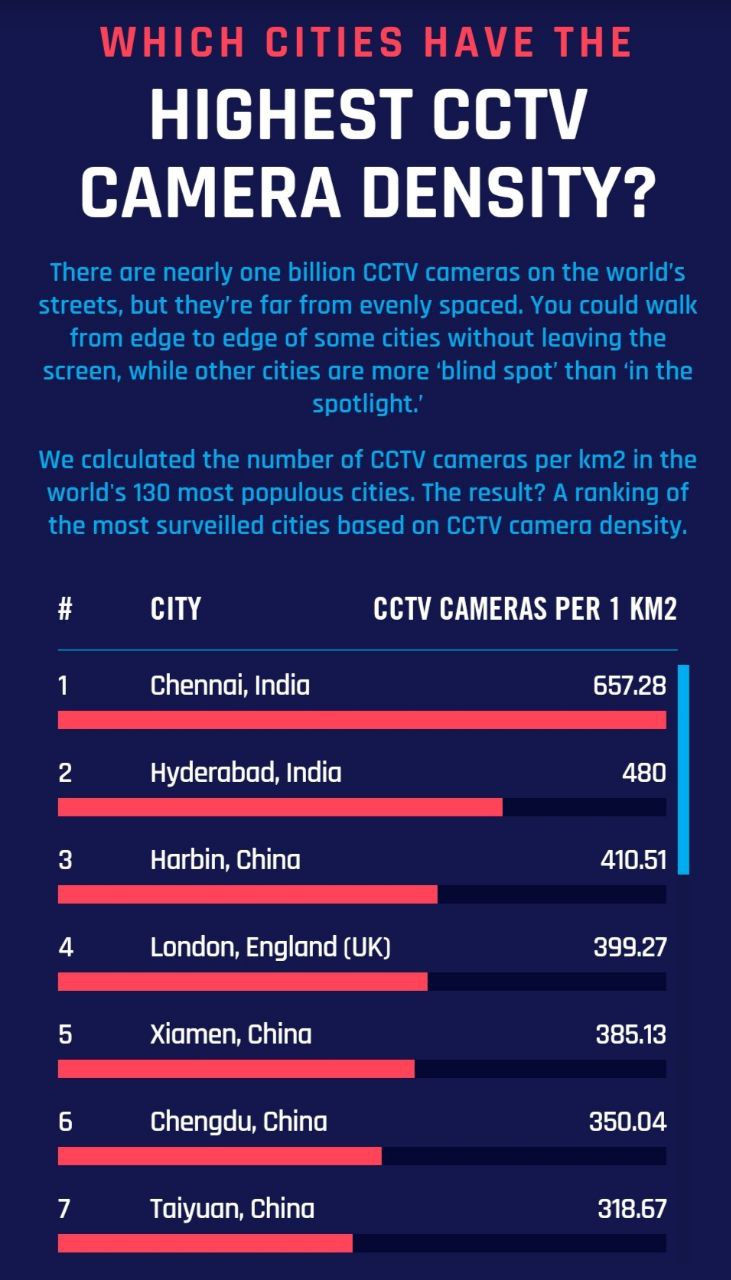 WHICH CITIES HAVE THE
HIGHEST CCTV
CAMERA DENSITY?
There are nearly one billion CCTV cameras on the world's
streets, but they're far from evenly spaced. You could walk
from edge to edge of some cities without leaving the
screen, while other cities are more ‘blind spot’ than ‘in the
spotlight.’
We calculated the number of CCTV cameras per km2 in the
world's 130 most populous cities. The result? A ranking of
the most surveilled cities based on CCTV camera density.
# CITY CCTV CAMERAS PER 1 KM2
1 Chennai, India 657.28
2 Hyderabad, India 480
3 Harbin, China 410.51
4 London, England (UK) 399.27
5 Xiamen, China 385.13
6 Chengdu, China 350.04
7 Taiyuan, China 318.67